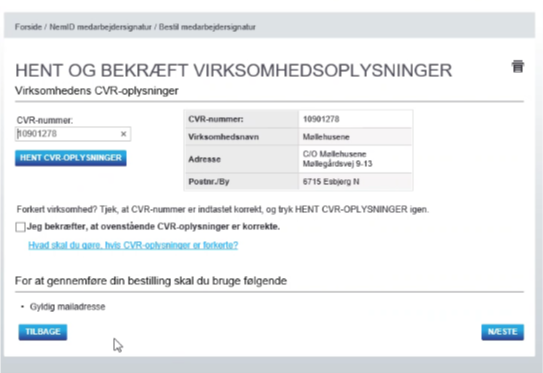 Forside / NemID medarbejdersignatur / Bestil medarbejdersignatur
HENT OG BEKRÆFT VIRKSOMHEDSOPLYSNINGER
Virksomhedens CVR-oplysninger
CVR-nummer:
10901278 ×
HENT CVR-OPLYSNINGER
CVR-nummer: 10901278
Virksomhedsnavn Møllehusene
Adresse C/O Møllehusene
Møllegårdsvej 9-13
Postnr./By 6715 Esbjerg N
Forkert virksomhed? Tjek, at CVR-nummer er indtastet korrekt, og tryk HENT CVR-OPLYSNINGER igen.
Jeg bekræfter, at ovenstående CVR-oplysninger er korrekte.
Hvad skal du gøre, hvis CVR-oplysninger er forkerte?
For at gennemføre din bestilling skal du bruge følgende
• Gyldig mailadresse
TILBAGE
NÆSTE